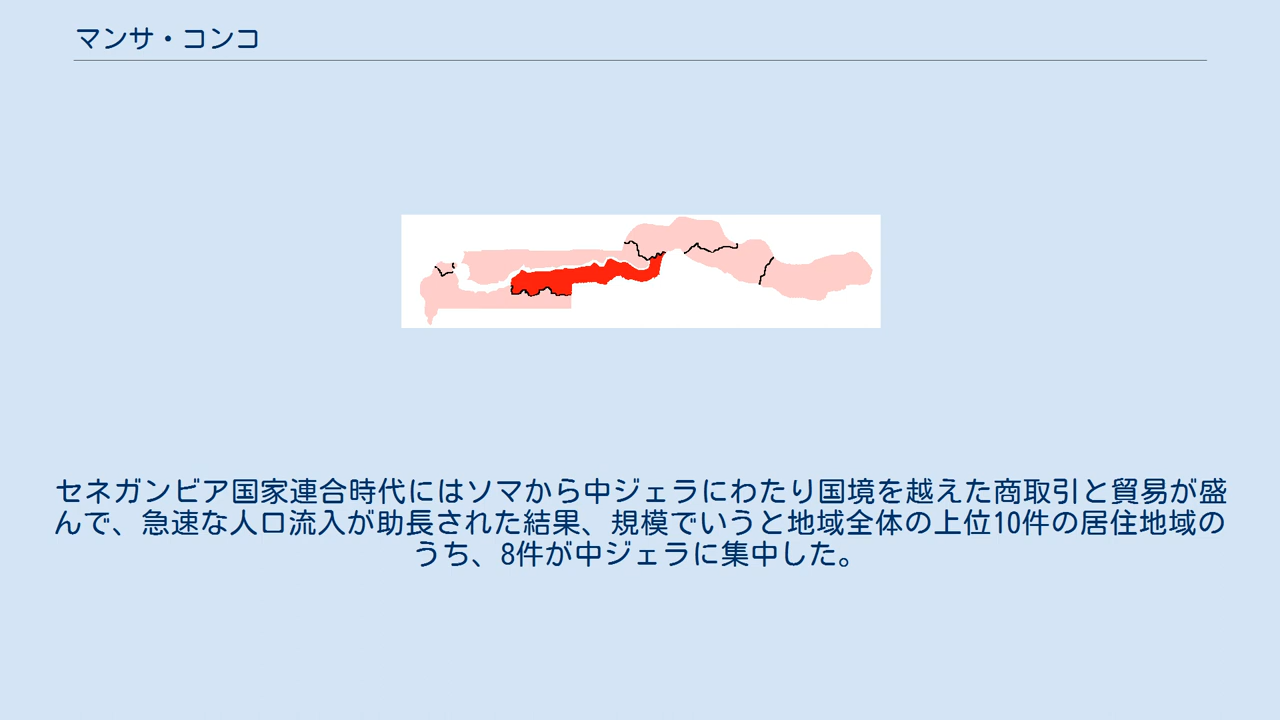 マンサ・コンコ
セネガンビア国家連合時代にはソマから中ジェラにわたり国境を越えた商取引と貿易が盛
んで、急速な人口流入が助長された結果、規模でいうと地域全体の上位10件の居住地域の
うち、8件が中ジェラに集中した。